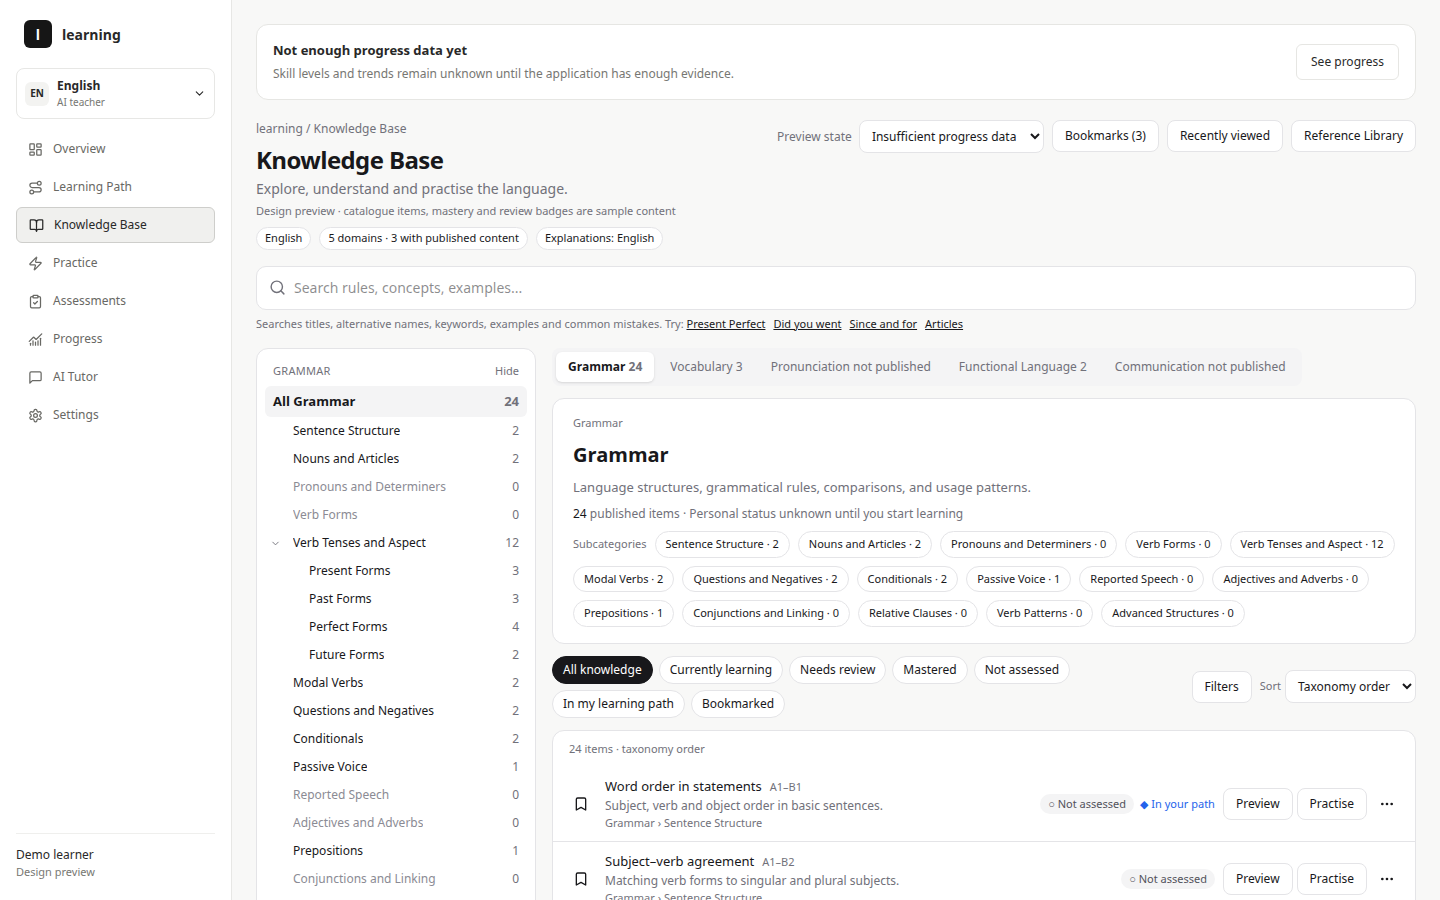 l
learning
EN
English
AI teacher
Overview
Learning Path
Knowledge Base
Practice
Assessments
Progress
AI Tutor
Settings
Demo learner
Design preview
Not enough progress data yet
Skill levels and trends remain unknown until the application has enough evidence.
See progress
learning / Knowledge Base
Preview state
Insufficient progress data
Bookmarks (3)
Recently viewed
Reference Library
Knowledge Base
Explore, understand and practise the language.
Design preview · catalogue items, mastery and review badges are sample content
English
5 domains · 3 with published content
Explanations: English
Search rules, concepts, examples...
Searches titles, alternative names, keywords, examples and common mistakes. Try: Present Perfect Did you went Since and for Articles
GRAMMAR
Hide
All Grammar 24
Sentence Structure 2
Nouns and Articles 2
Pronouns and Determiners 0
Verb Forms 0
Verb Tenses and Aspect 12
Present Forms 3
Past Forms 3
Perfect Forms 4
Future Forms 2
Modal Verbs 2
Questions and Negatives 2
Conditionals 2
Passive Voice 1
Reported Speech 0
Adjectives and Adverbs 0
Prepositions 1
Conjunctions and Linking 0
Grammar 24
Vocabulary 3
Pronunciation not published
Functional Language 2
Communication not published
Grammar
Grammar
Language structures, grammatical rules, comparisons, and usage patterns.
24 published items · Personal status unknown until you start learning
Subcategories Sentence Structure · 2 Nouns and Articles · 2 Pronouns and Determiners · 0 Verb Forms · 0 Verb Tenses and Aspect · 12
Modal Verbs · 2 Questions and Negatives · 2 Conditionals · 2 Passive Voice · 1 Reported Speech · 0 Adjectives and Adverbs · 0
Prepositions · 1 Conjunctions and Linking · 0 Relative Clauses · 0 Verb Patterns · 0 Advanced Structures · 0
All knowledge Currently learning Needs review Mastered Not assessed
In my learning path Bookmarked
Filters
Sort
Taxonomy order
24 items · taxonomy order
Word order in statements A1–B1
Subject, verb and object order in basic sentences.
Grammar › Sentence Structure
○ Not assessed
◆ In your path
Preview
Practise
Subject–verb agreement A1–B2
Matching verb forms to singular and plural subjects.
Grammar › Sentence Structure
○ Not assessed
Preview
Practise